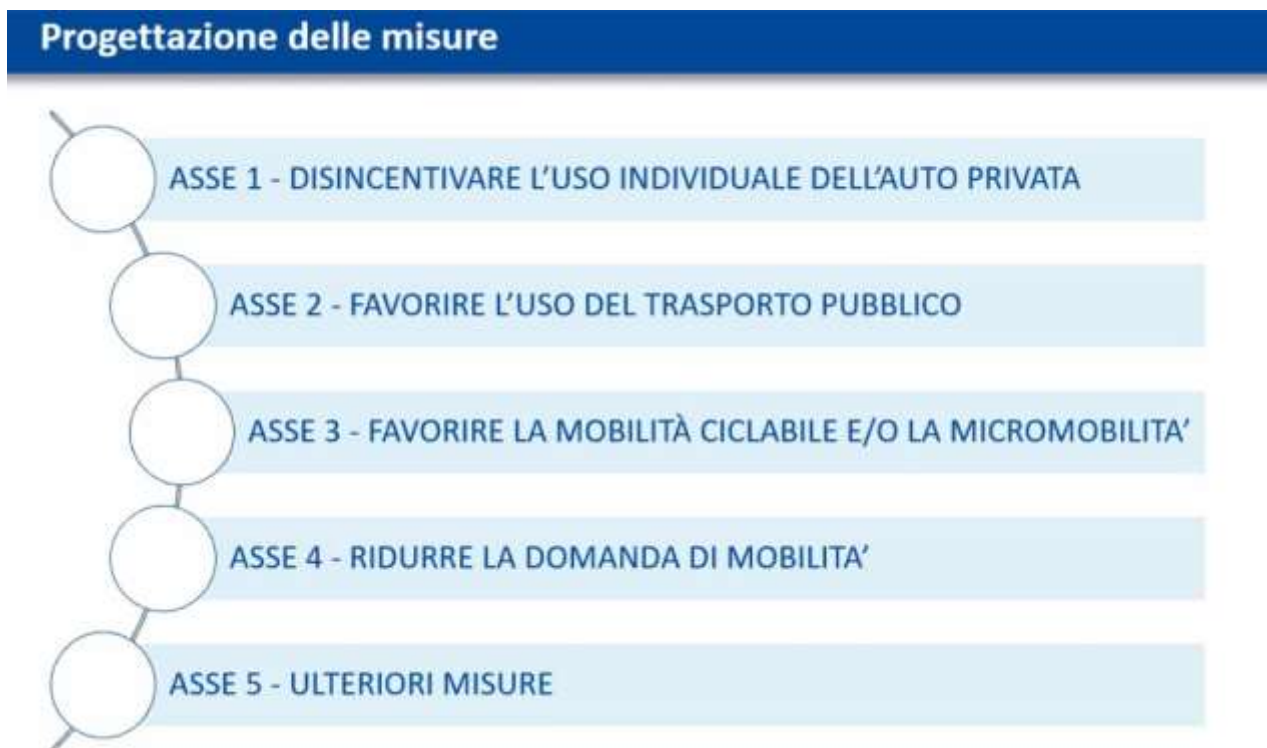 Progettazione delle misure
ASSE 1 - DISINCENTIVARE L’USO INDIVIDUALE DELL’AUTO PRIVATA
ASSE 2 - FAVORIRE L’USO DEL TRASPORTO PUBBLICO
ASSE 3 - FAVORIRE LA MOBILITÀ CICLABILE E/O LA MICROMOBILITA’
ASSE 4 - RIDURRE LA DOMANDA DI MOBILITA’
ASSE 5 - ULTERIORI MISURE